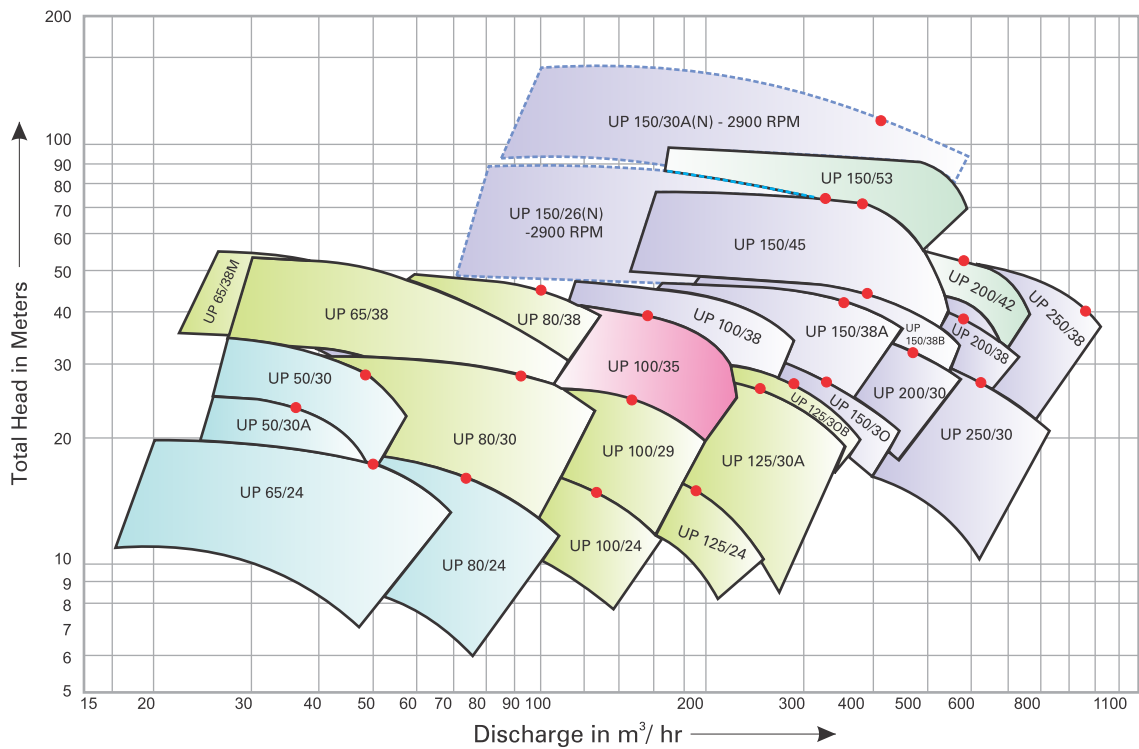 200
100
90
80
70
60
50
40
30
20
10
9
8
7
6
5
Total Head in Meters
UP 150/30A(N) - 2900 RPM
UP 150/53
UP 150/26(N)
-2900 RPM
UP 150/45
UP 65/38M
UP 65/38
UP 80/38
UP 100/38
UP 150/38A
UP
150/38B
UP 200/42
UP 200/38
UP 250/38
UP 50/30
UP 100/35
UP 50/30A
UP 80/30
UP 100/29
UP 125/30A
UP 125/3OB
UP 150/3O
UP 200/30
UP 250/30
UP 65/24
UP 80/24
UP 100/24
UP 125/24
15 20 30 40 50 60 70 80 90 100 200 300 400 500 600 800 1100
Discharge in m³/ hr